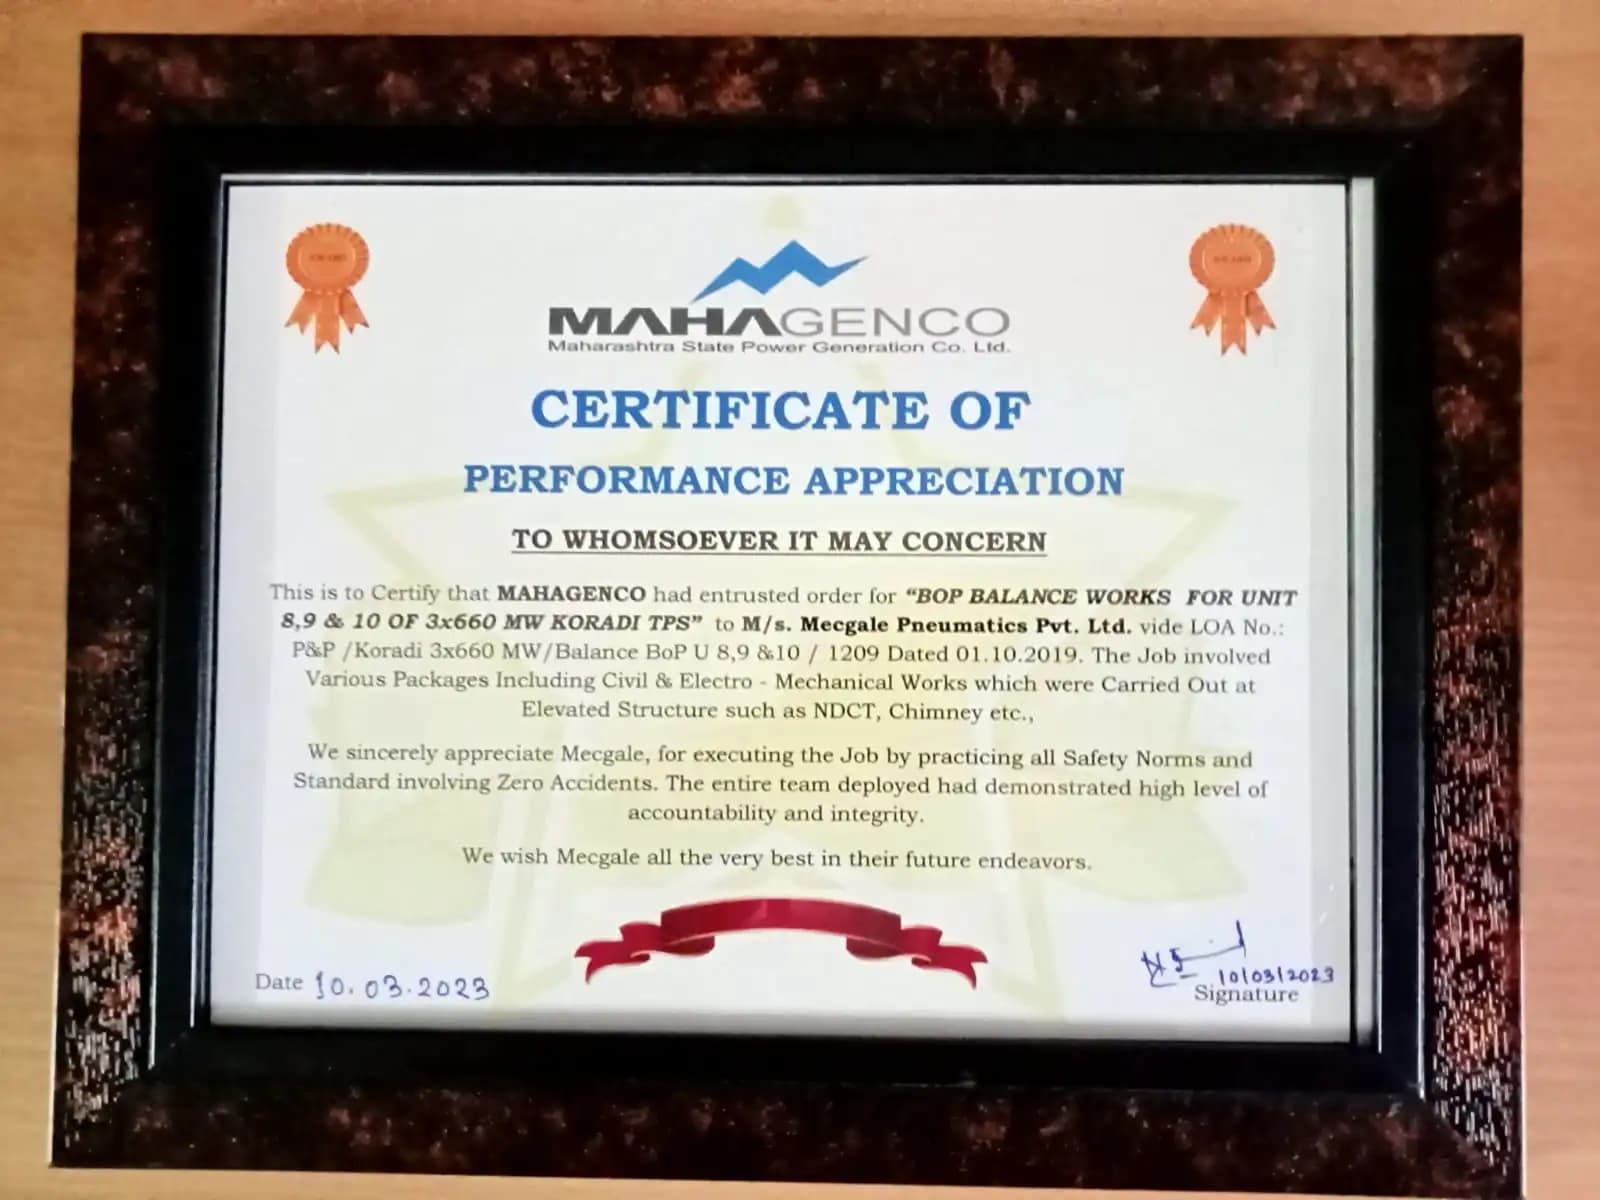 AWARD
AWARD
MAHAGENCO
Maharashtra State Power Generation Co. Ltd.
CERTIFICATE OF
PERFORMANCE APPRECIATION
TO WHOMSOEVER IT MAY CONCERN
This is to Certify that MAHAGENCO had entrusted order for “BOP BALANCE WORKS FOR UNIT
8,9 & 10 OF 3x660 MW KORADI TPS” to M/s. Mecgale Pneumatics Pvt. Ltd. vide LOA No.:
P&P /Koradi 3x660 MW/Balance BoP U 8,9 &10 / 1209 Dated 01.10.2019. The Job involved
Various Packages Including Civil & Electro - Mechanical Works which were Carried Out at
Elevated Structure such as NDCT, Chimney etc.,
We sincerely appreciate Mecgale, for executing the Job by practicing all Safety Norms and
Standard involving Zero Accidents. The entire team deployed had demonstrated high level of
accountability and integrity.
We wish Mecgale all the very best in their future endeavors.
Date 10.03.2023
10/03/2023
Signature